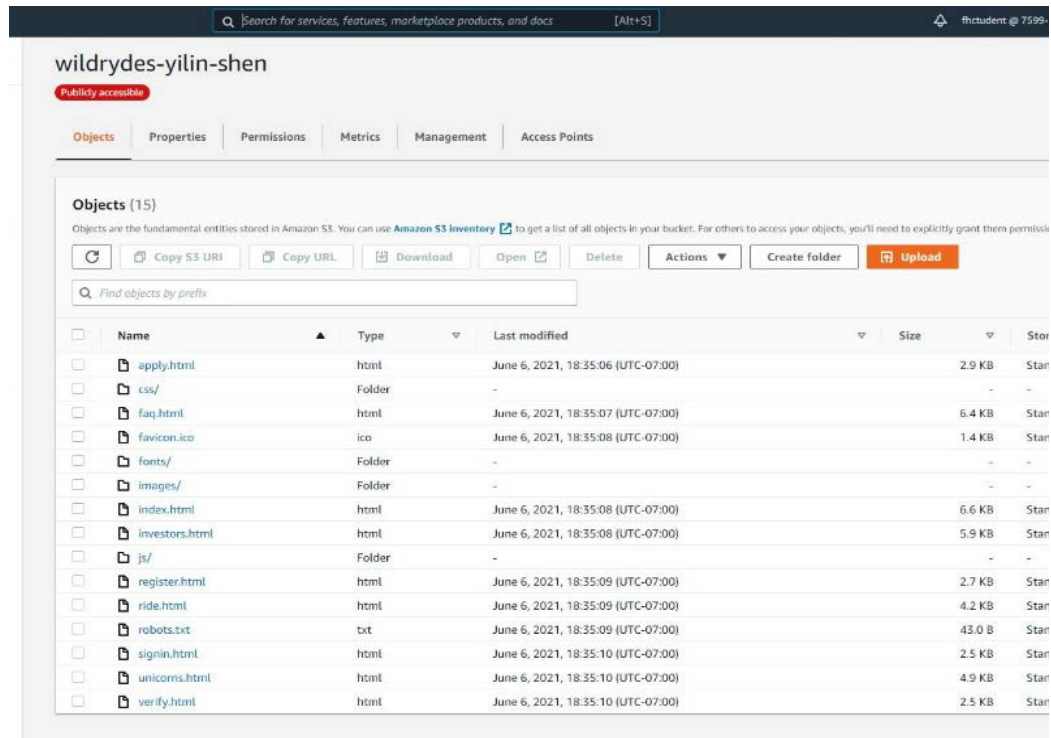 Search for services, features, marketplace products, and docs [Alt+S] fhctudent @ 7599-
wildrydes-yilin-shen
Publicly accessible
Objects Properties Permissions Metrics Management Access Points
Objects (15)
Objects are the fundamental entities stored in Amazon S3. You can use Amazon S3 inventory to get a list of all objects in your bucket. For others to access your objects, you'll need to explicitly grant them permissi
Copy S3 URI Copy URL Download Open Delete Actions Create folder Upload
Find objects by prefix
Name Type Last modified Size Stor
apply.html html June 6, 2021, 18:35:06 (UTC-07:00) 2.9 KB Stan
css/ Folder - - -
faq.html html June 6, 2021, 18:35:07 (UTC-07:00) 6.4 KB Stan
favicon.ico ico June 6, 2021, 18:35:08 (UTC-07:00) 1.4 KB Stan
fonts/ Folder - - -
images/ Folder - - -
index.html html June 6, 2021, 18:35:08 (UTC-07:00) 6.6 KB Stan
investors.html html June 6, 2021, 18:35:08 (UTC-07:00) 5.9 KB Stan
js/ Folder - - -
register.html html June 6, 2021, 18:35:09 (UTC-07:00) 2.7 KB Stan
ride.html html June 6, 2021, 18:35:09 (UTC-07:00) 4.2 KB Stan
robots.txt txt June 6, 2021, 18:35:09 (UTC-07:00) 43.0 B Stan
signin.html html June 6, 2021, 18:35:10 (UTC-07:00) 2.5 KB Stan
unicorns.html html June 6, 2021, 18:35:10 (UTC-07:00) 4.9 KB Stan
verify.html html June 6, 2021, 18:35:10 (UTC-07:00) 2.5 KB Stan